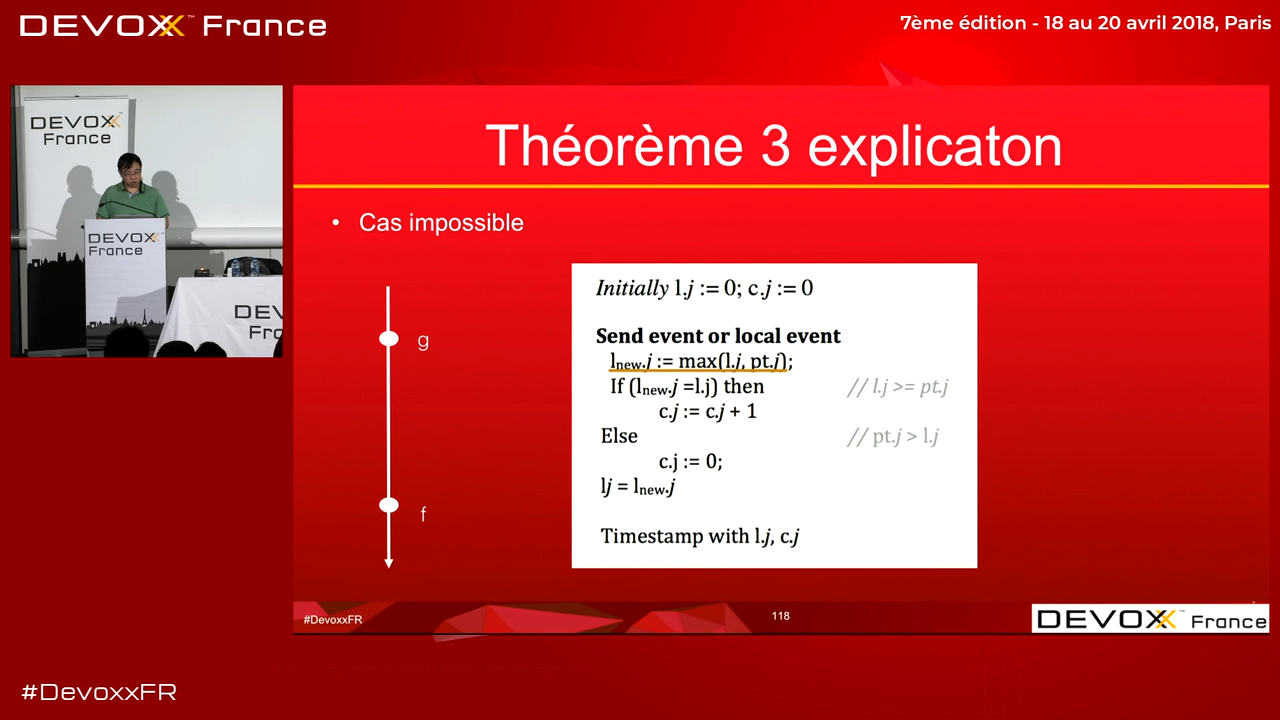 DEVOXX™ France
7ème édition - 18 au 20 avril 2018, Paris
DEVOXX
France
DEVOXX
France
DEV
Fr
Théorème 3 explicaton
• Cas impossible
g
f
Initially l.j := 0; c.j := 0
Send event or local event
lnew.j := max(l.j, pt.j);
If (lnew.j =l.j) then // l.j >= pt.j
c.j := c.j + 1
Else // pt.j > l.j
c.j := 0;
lj = lnew.j
Timestamp with l.j, c.j
#DevoxxFR
118
DEVOXX™ France
#DevoxxFR